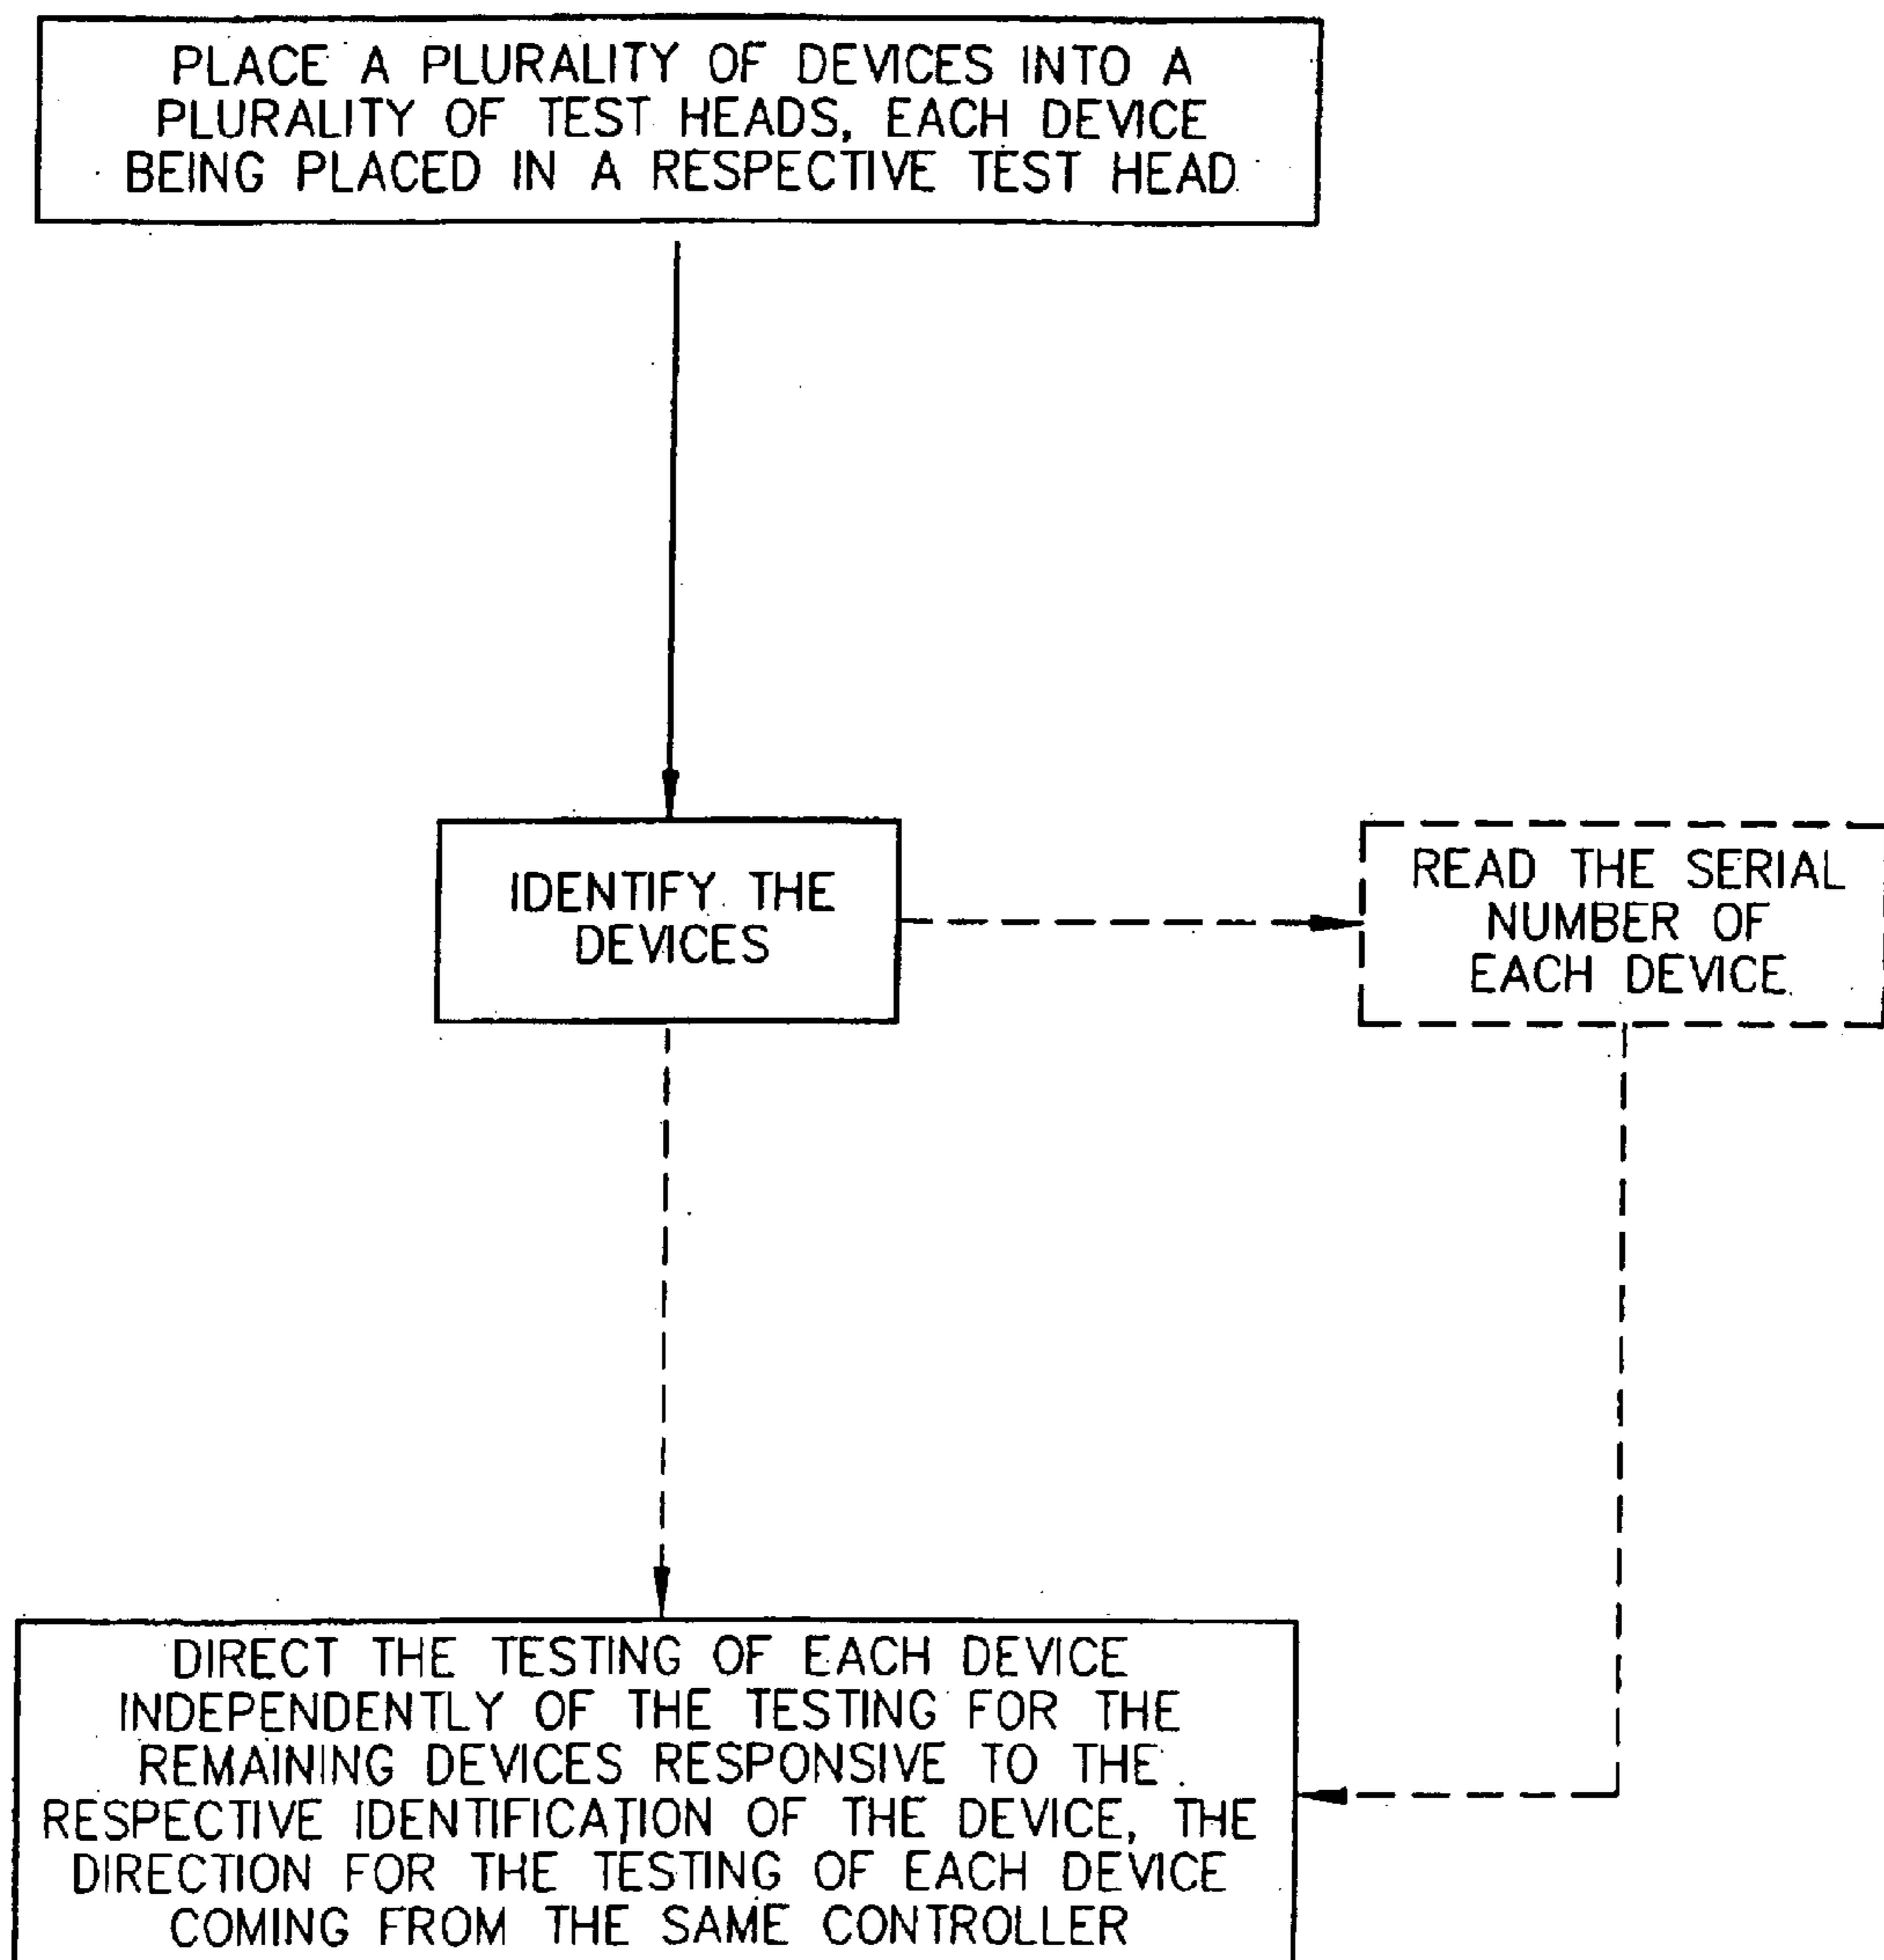 PLACE A PLURALITY OF DEVICES INTO A
PLURALITY OF TEST HEADS, EACH DEVICE
BEING PLACED IN A RESPECTIVE TEST HEAD
IDENTIFY THE
DEVICES
READ THE SERIAL
NUMBER OF
EACH DEVICE
DIRECT THE TESTING OF EACH DEVICE
INDEPENDENTLY OF THE TESTING FOR THE
REMAINING DEVICES RESPONSIVE TO THE
RESPECTIVE IDENTIFICATION OF THE DEVICE, THE
DIRECTION FOR THE TESTING OF EACH DEVICE
COMING FROM THE SAME CONTROLLER